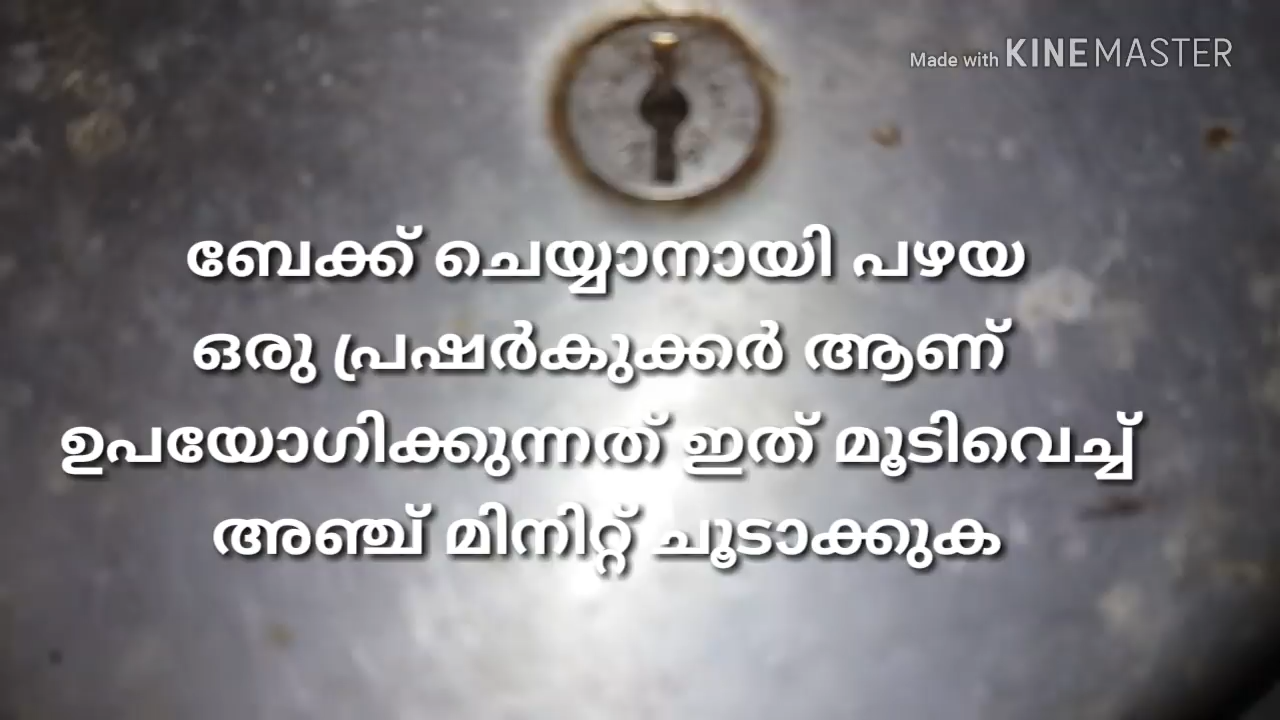 Made with KINEMASTER
ബേക്ക് ചെയ്യാനായി പഴയ
ഒരു പ്രഷർകുക്കർ ആണ്
ഉപയോഗിക്കുന്നത് ഇത് മൂടിവെച്ച്
അഞ്ച് മിനിറ്റ് ചൂടാക്കുക